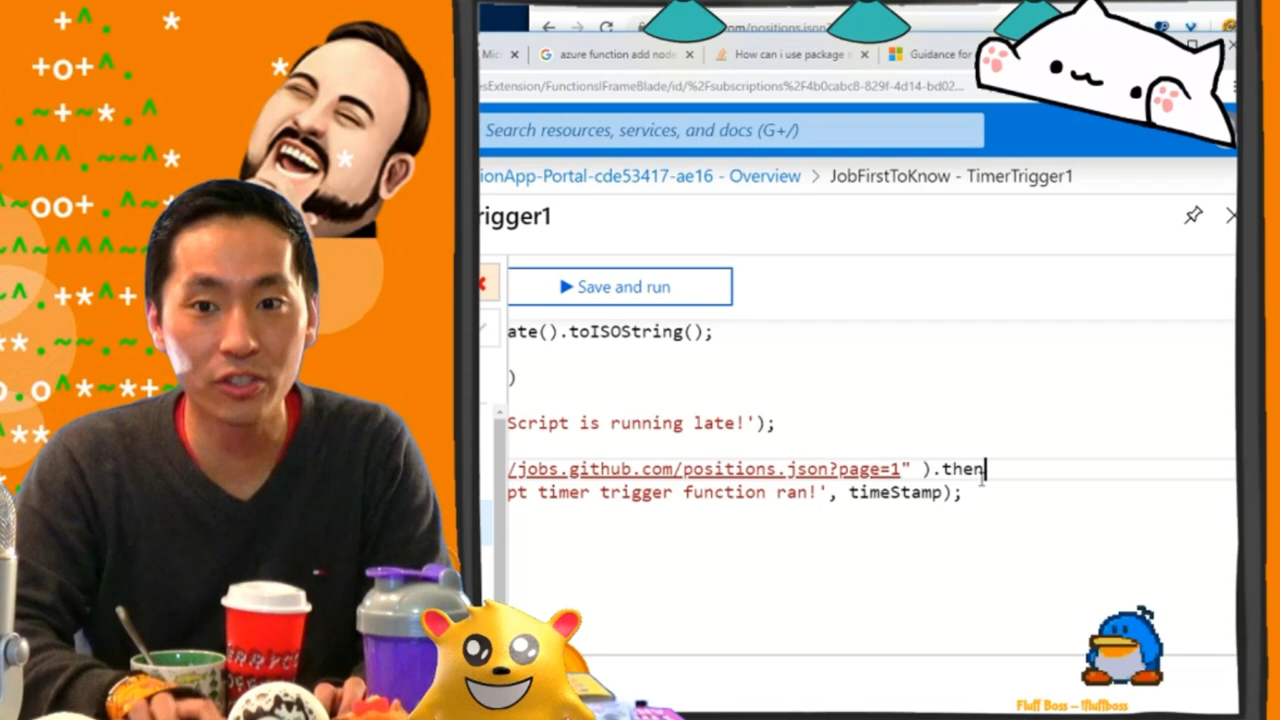 om/positions.json?
Mic
azure function add node
How can i use package
Guidance for
esExtension/FunctionsIFrameBlade/id/%2Fsubscriptions%2F4b0cabc8-829f-4d14-bd02...
Search resources, services, and docs (G+/)
ionApp-Portal-cde53417-ae16 - Overview > JobFirstToKnow - TimerTrigger1
rigger1
Save and run
ate().toISOString();
)
Script is running late!');
/jobs.github.com/positions.json?page=1" ).then
pt timer trigger function ran!', timeStamp);
Fluff Boss – !fluffboss